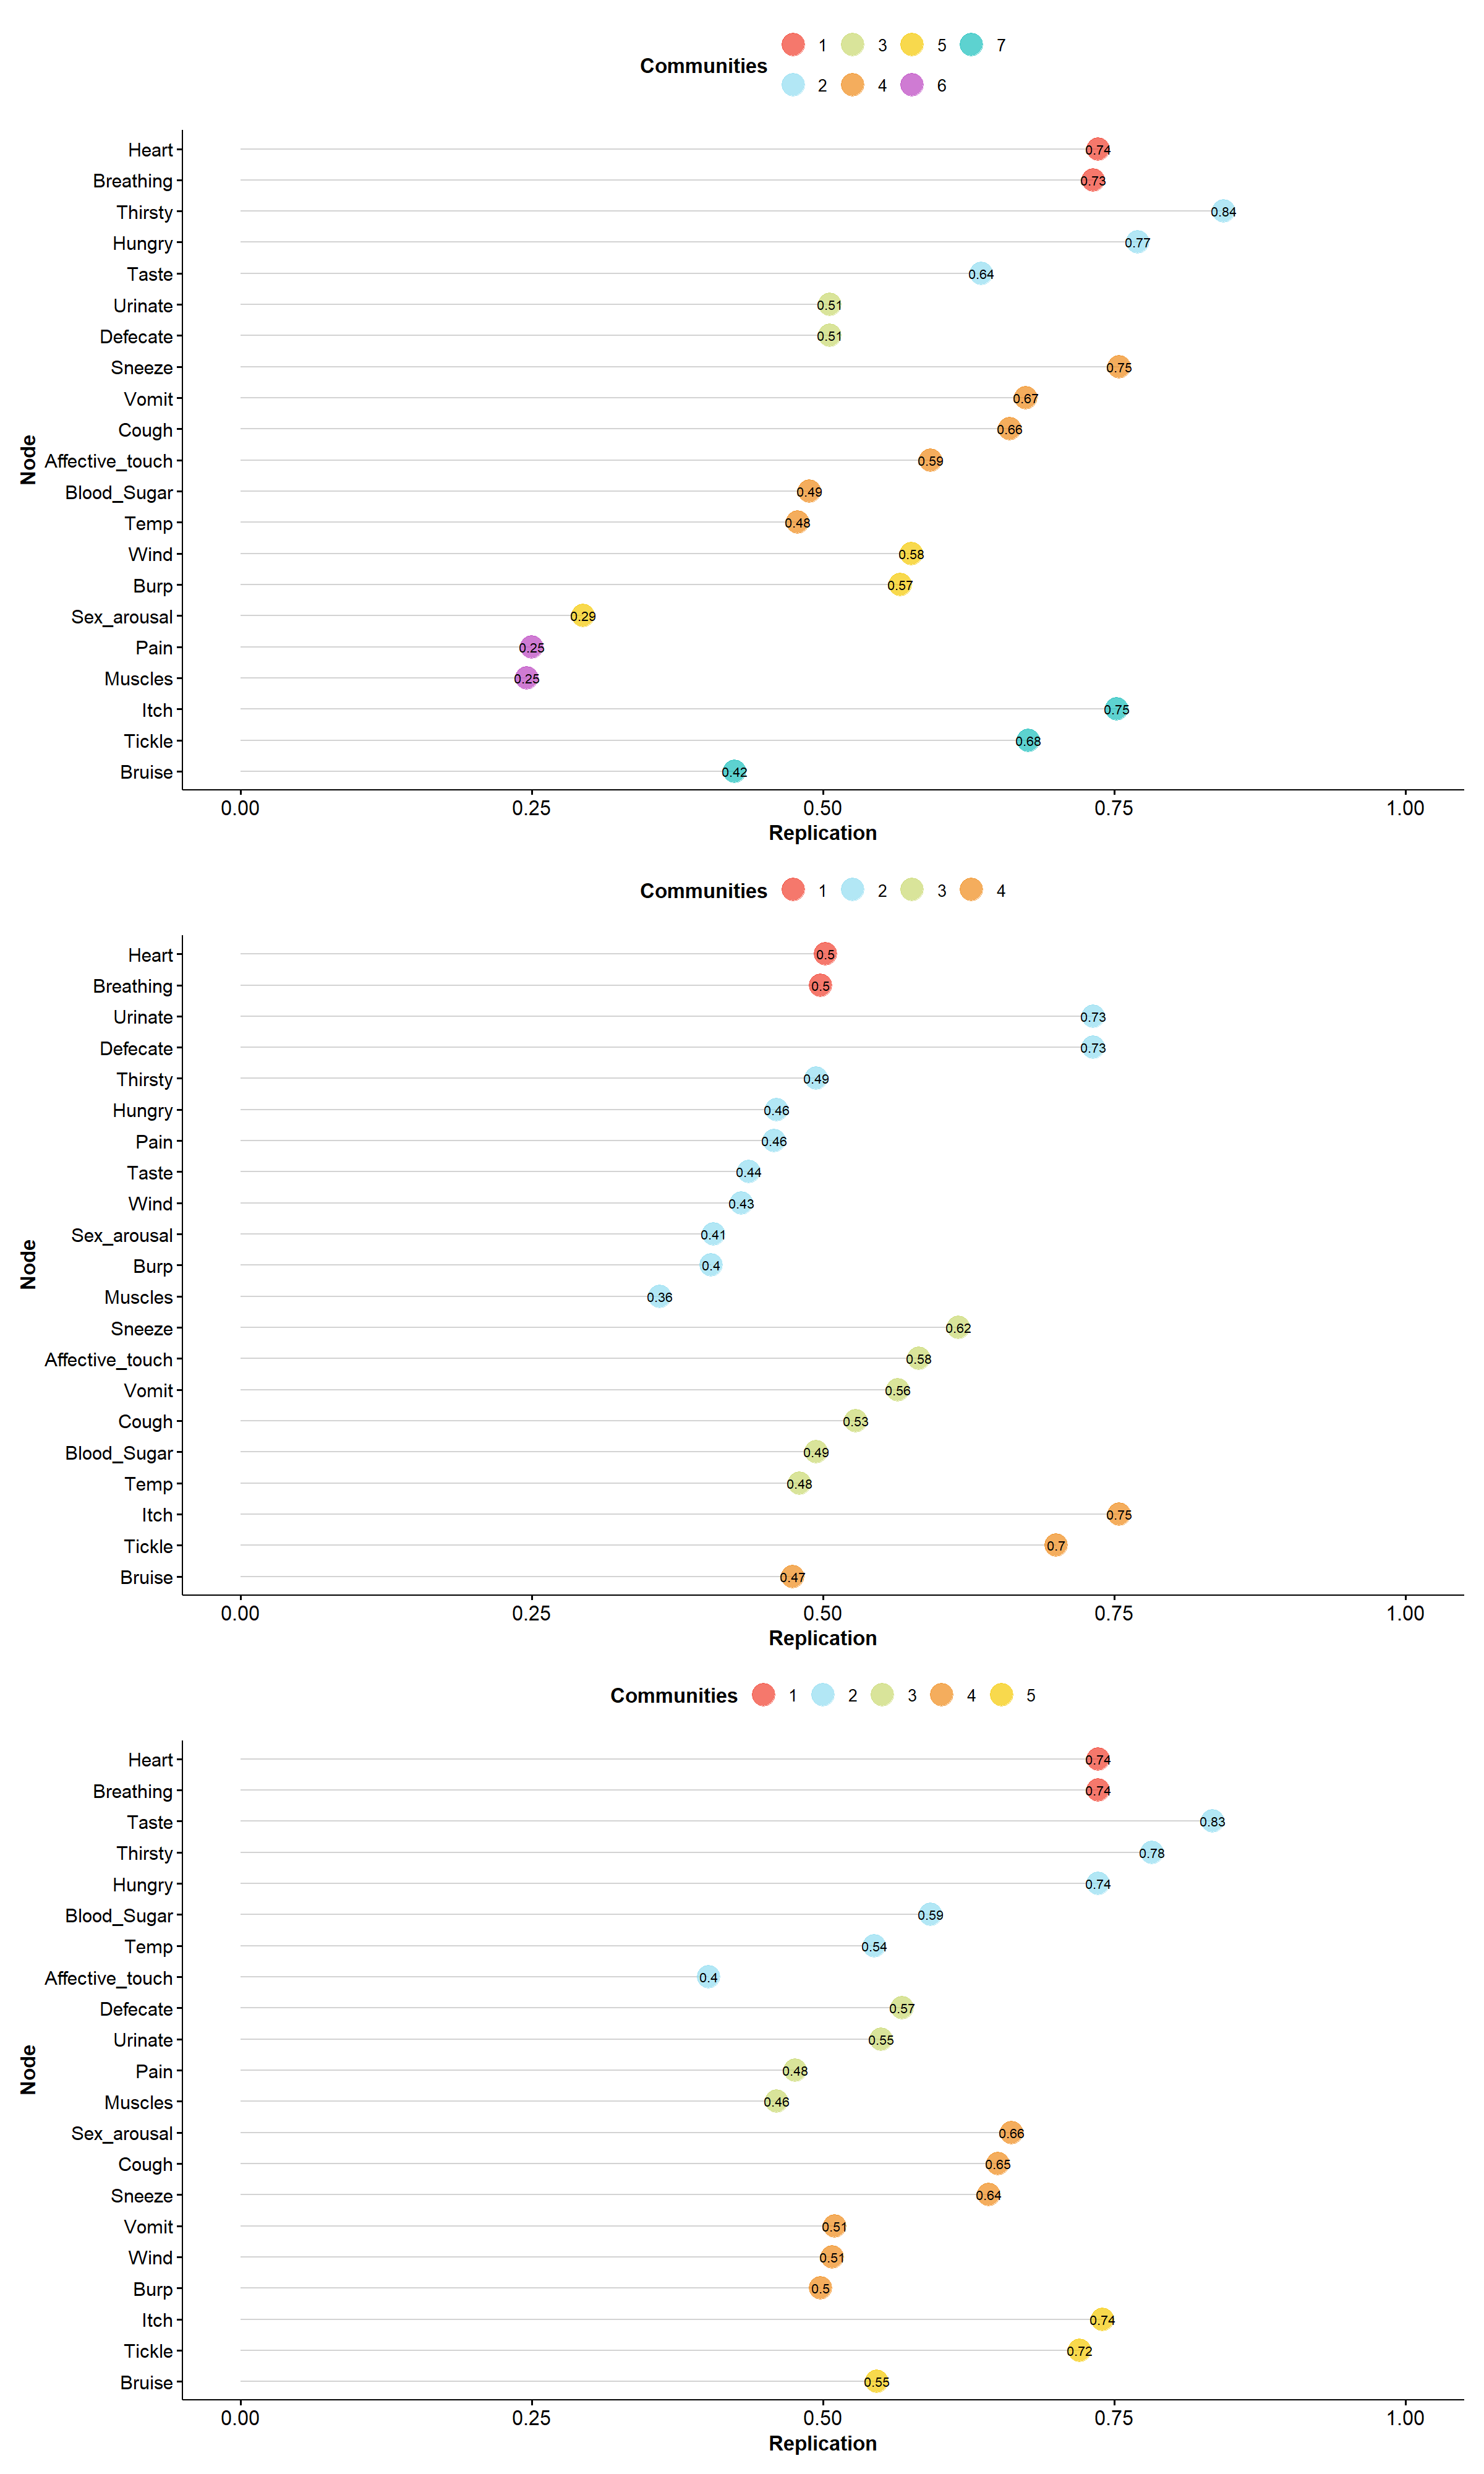 Communities 1 3 5 7
2 4 6
Node
Heart 0.74
Breathing 0.73
Thirsty 0.84
Hungry 0.77
Taste 0.64
Urinate 0.51
Defecate 0.51
Sneeze 0.75
Vomit 0.67
Cough 0.66
Affective_touch 0.59
Blood_Sugar 0.49
Temp 0.48
Wind 0.58
Burp 0.57
Sex_arousal 0.29
Pain 0.25
Muscles 0.25
Itch 0.75
Tickle 0.68
Bruise 0.42
0.00 0.25 0.50 0.75 1.00
Replication
Communities 1 2 3 4
Node
Heart 0.5
Breathing 0.5
Urinate 0.73
Defecate 0.73
Thirsty 0.49
Hungry 0.46
Pain 0.46
Taste 0.44
Wind 0.43
Sex_arousal 0.41
Burp 0.4
Muscles 0.36
Sneeze 0.62
Affective_touch 0.58
Vomit 0.56
Cough 0.53
Blood_Sugar 0.49
Temp 0.48
Itch 0.75
Tickle 0.7
Bruise 0.47
0.00 0.25 0.50 0.75 1.00
Replication
Communities 1 2 3 4 5
Node
Heart 0.74
Breathing 0.74
Taste 0.83
Thirsty 0.78
Hungry 0.74
Blood_Sugar 0.59
Temp 0.54
Affective_touch 0.4
Defecate 0.57
Urinate 0.55
Pain 0.48
Muscles 0.46
Sex_arousal 0.66
Cough 0.65
Sneeze 0.64
Vomit 0.51
Wind 0.51
Burp 0.5
Itch 0.74
Tickle 0.72
Bruise 0.55
0.00 0.25 0.50 0.75 1.00
Replication